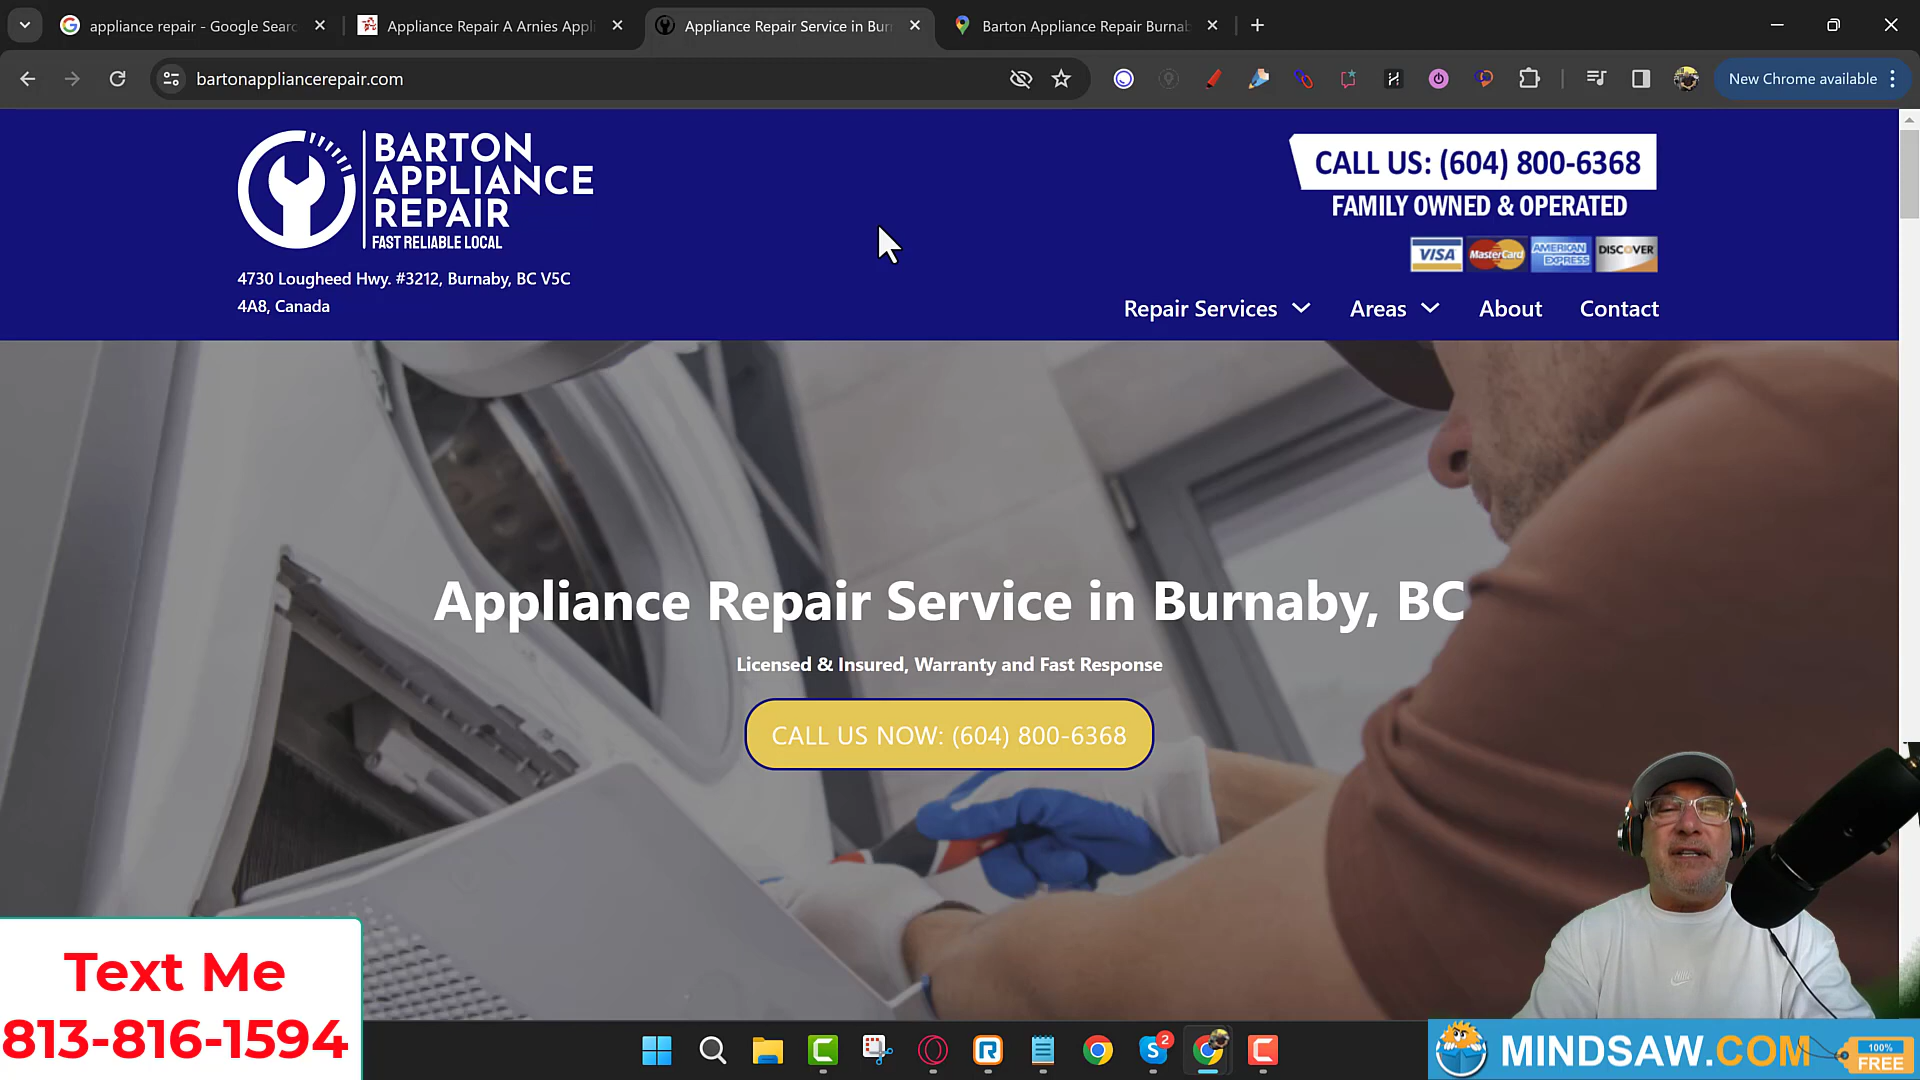 appliance repair - Google Searc
Appliance Repair A Arnies Appli
Appliance Repair Service in Bur
Barton Appliance Repair Burnab
bartonappliancerepair.com
New Chrome available
BARTON
APPLIANCE
REPAIR
FAST RELIABLE LOCAL
4730 Lougheed Hwy. #3212, Burnaby, BC V5C
4A8, Canada
CALL US: (604) 800-6368
FAMILY OWNED & OPERATED
VISA MasterCard AMERICAN EXPRESS DISCOVER
Repair Services Areas About Contact
Appliance Repair Service in Burnaby, BC
Licensed & Insured, Warranty and Fast Response
CALL US NOW: (604) 800-6368
Text Me
813-816-1594
2
MINDSAW.COM
100%
FREE